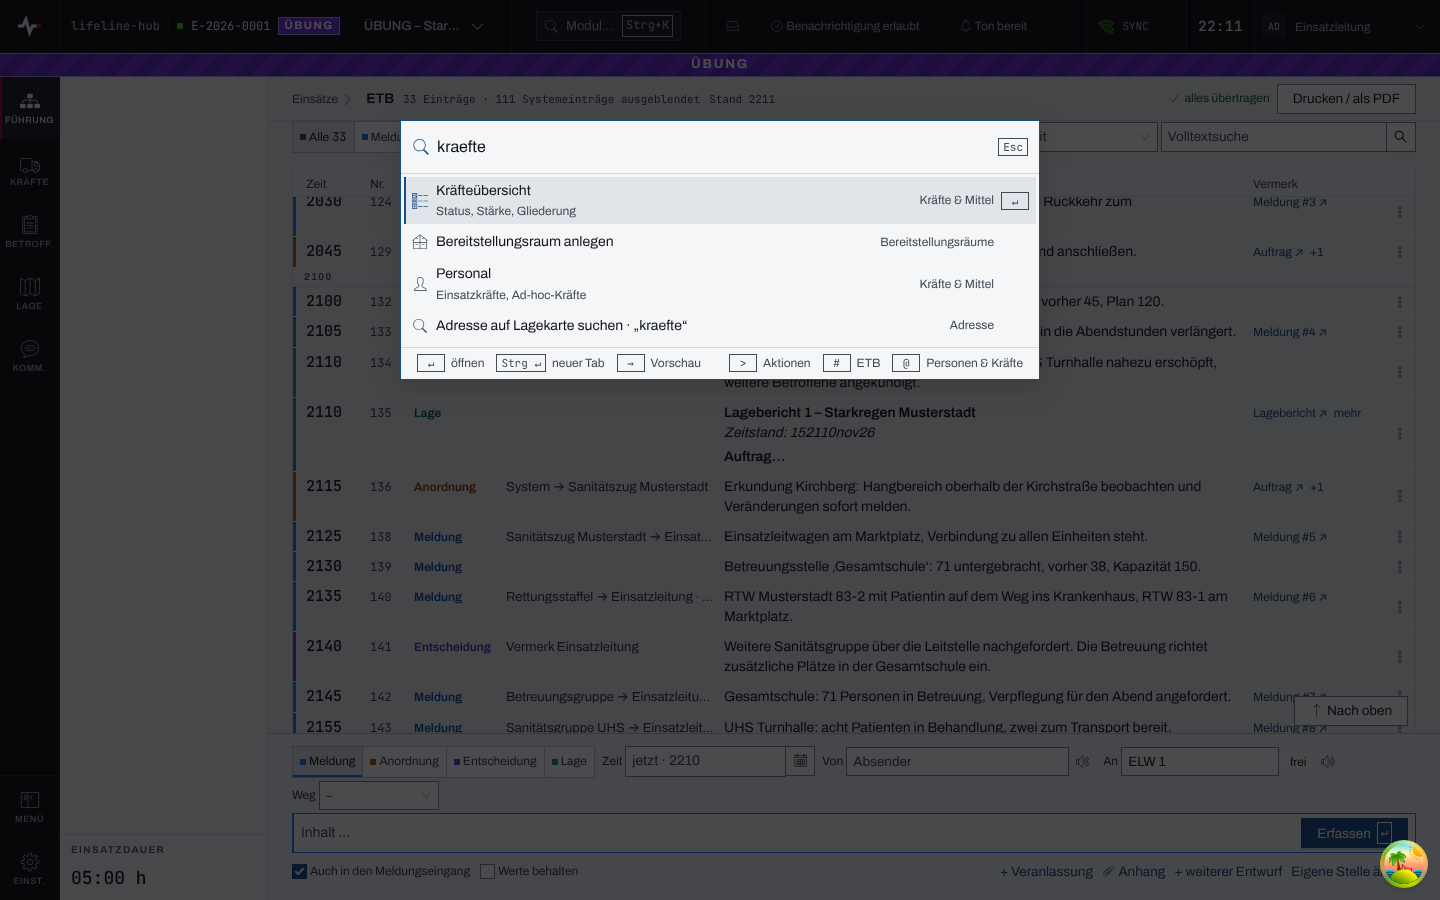 lifeline-hub
E-2026-0001 ÜBUNG
ÜBUNG – Star...
Modul... Strg+K
Benachrichtigung erlaubt
Ton bereit
SYNC
22:11
AD Einsatzleitung
ÜBUNG
FÜHRUNG
KRÄFTE
BETROFF.
LAGE
KOMM.
MENÜ
EINST.
EINSATZDAUER
05:00 h
Einsätze ETB 33 Einträge · 111 Systemeinträge ausgeblendet Stand 2211
alles übertragen
Drucken / als PDF
Alle 33
Volltextsuche
kraefte Esc
Kräfteübersicht
Status, Stärke, Gliederung
Kräfte & Mittel ↵
Bereitstellungsraum anlegen Bereitstellungsräume
Personal
Einsatzkräfte, Ad-hoc-Kräfte
Kräfte & Mittel
Adresse auf Lagekarte suchen · „kraefte“ Adresse
↵ öffnen Strg ↵ neuer Tab → Vorschau > Aktionen # ETB @ Personen & Kräfte
Zeit Nr. Vermerk
2030 124 Rückkehr zum Meldung #3 ↗
2045 129 anschließen. Auftrag ↗ +1
2100
2100 132 vorher 45, Plan 120.
2105 133 in die Abendstunden verlängert. Meldung #4 ↗
2110 134 Turnhalle nahezu erschöpft,
weitere Betroffene angekündigt.
2110 135 Lage Lagebericht 1 – Starkregen Musterstadt Lagebericht ↗ mehr
Zeitstand: 152110nov26
Auftrag...
2115 136 Anordnung System → Sanitätszug Musterstadt Erkundung Kirchberg: Hangbereich oberhalb der Kirchstraße beobachten und Auftrag ↗ +1
Veränderungen sofort melden.
2125 138 Meldung Sanitätszug Musterstadt → Einsat... Einsatzleitwagen am Marktplatz, Verbindung zu allen Einheiten steht. Meldung #5 ↗
2130 139 Meldung Betreuungsstelle ‚Gesamtschule‘: 71 untergebracht, vorher 38, Kapazität 150.
2135 140 Meldung Rettungsstaffel → Einsatzleitung · ... RTW Musterstadt 83-2 mit Patientin auf dem Weg ins Krankenhaus, RTW 83-1 am Meldung #6 ↗
Marktplatz.
2140 141 Entscheidung Vermerk Einsatzleitung Weitere Sanitätsgruppe über die Leitstelle nachgefordert. Die Betreuung richtet
zusätzliche Plätze in der Gesamtschule ein.
2145 142 Meldung Betreuungsgruppe → Einsatzleitu... Gesamtschule: 71 Personen in Betreuung, Verpflegung für den Abend angefordert. Meldung #7 ↗
2155 143 Meldung Sanitätsgruppe UHS → Einsatzleit... UHS Turnhalle: acht Patienten in Behandlung, zwei zum Transport bereit.
↑ Nach oben
Meldung Anordnung Entscheidung Lage Zeit jetzt · 2210 Von Absender An ELW 1 frei
Weg –
Inhalt ...
Erfassen ↵
Auch in den Meldungseingang Werte behalten
+ Veranlassung Anhang + weiterer Entwurf Eigene Stelle